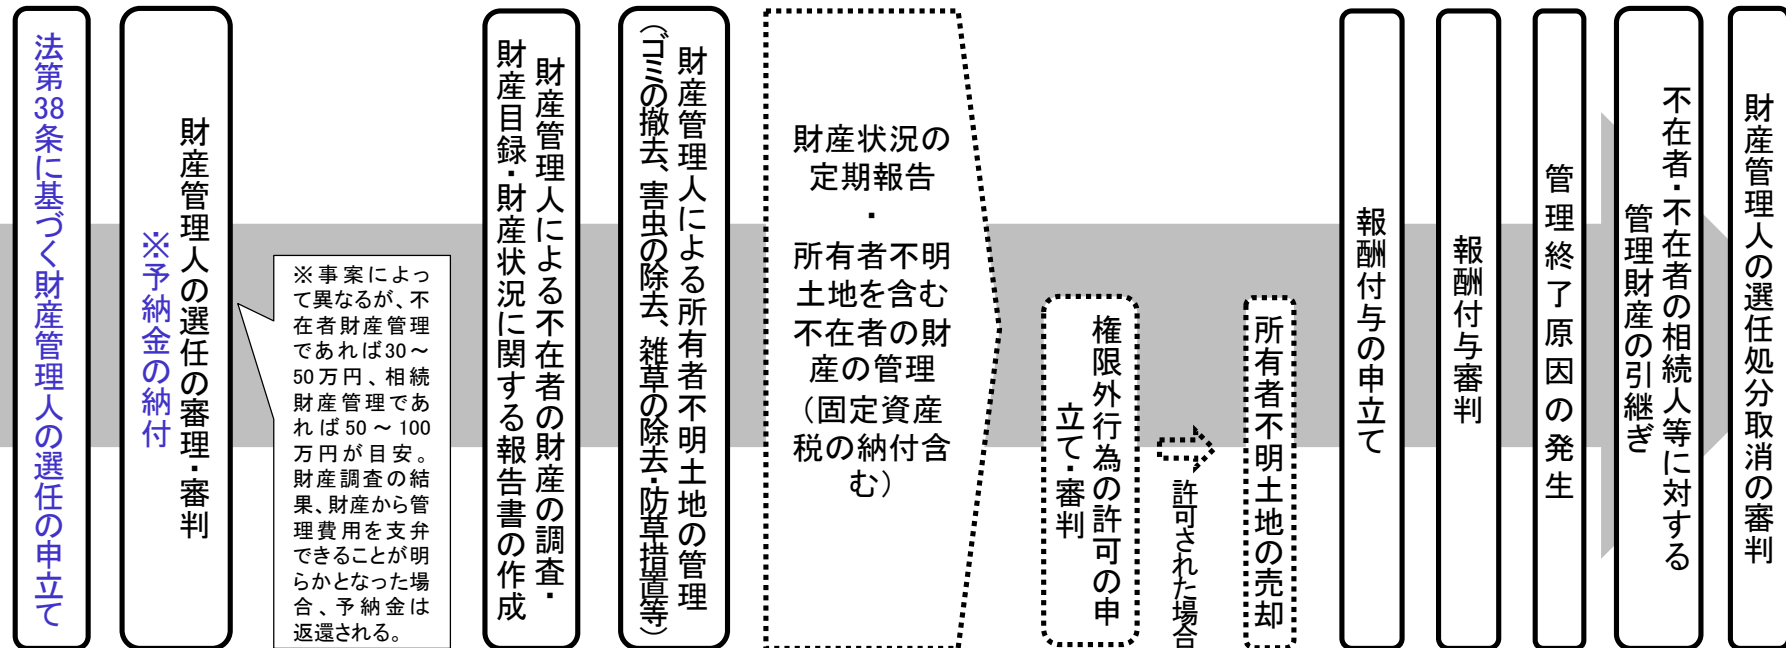 法第38条に基づく財産管理人の選任の申立て
財産管理人の選任の審理・審判
※予納金の納付
※事案によっ
て異なるが、不
在者財産管理
であれば30～
50万円、相続
財産管理であ
れば50～100
万円が目安。
財産調査の結
果、財産から管
理費用を支弁
できることが明
らかとなった場
合、予納金は
返還される。
財産管理人による不在者の財産の調査・
財産目録・財産状況に関する報告書の作成
財産管理人による所有者不明土地の管理
（ゴミの撤去、害虫の除去、雑草の除去・防草措置等）
財産状況の
定期報告
・
所有者不明
土地を含む
不在者の財
産の管理
（固定資産
税の納付含
む）
権限外行為の許可の申
立て・審判
許可された場合
所有者不明土地の売却
報酬付与の申立て
報酬付与審判
管理終了原因の発生
不在者・不在者の相続人等に対する
管理財産の引継ぎ
財産管理人の選任処分取消の審判